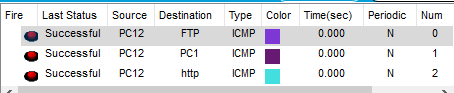 Fire Last Status Source Destination Type Color Time(sec) Periodic Num
Successful PC12 FTP ICMP 0.000 N 0
Successful PC12 PC1 ICMP 0.000 N 1
Successful PC12 http ICMP 0.000 N 2